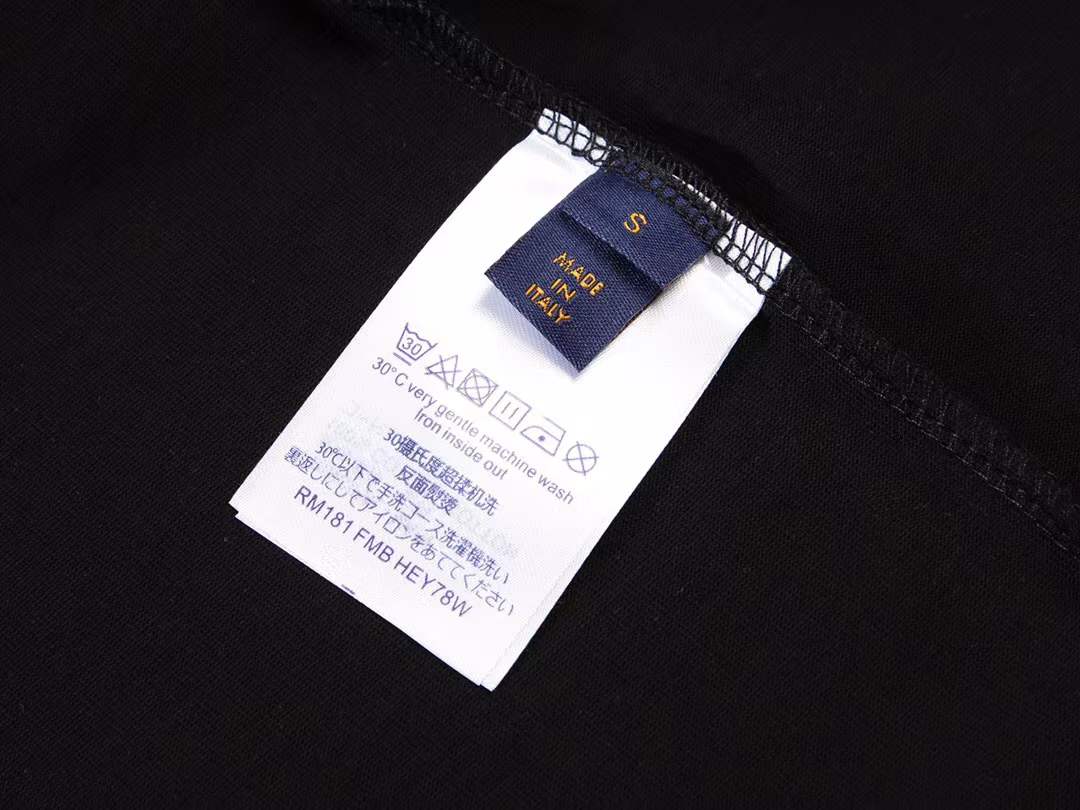 S
MADE
IN
ITALY
30
30°C very gentle machine wash
Iron inside out
30摄氏度超揉机洗
反面熨烫
30℃以下で手洗コース洗濯機洗い
裏返しにしてアイロンをあててください
RM181 FMB HEY78W